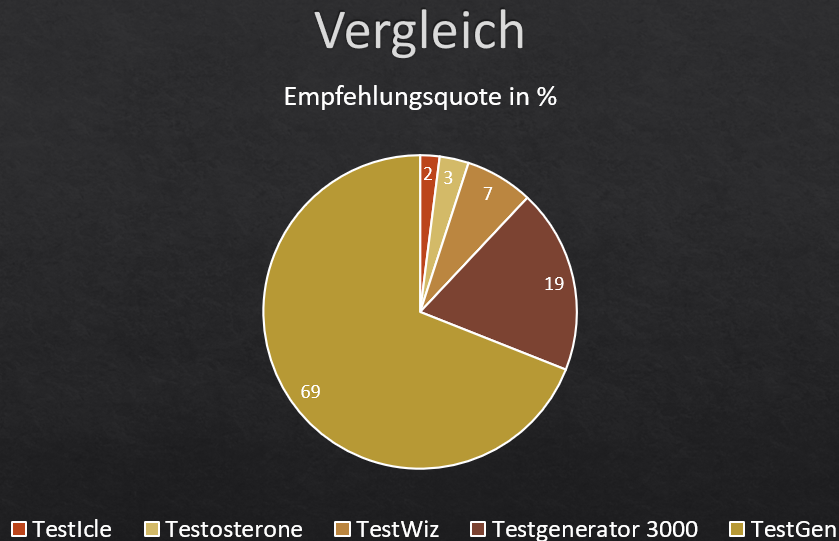 Vergleich
Empfehlungsquote in %
2
3
7
19
69
TestIcle Testosterone TestWiz Testgenerator 3000 TestGen